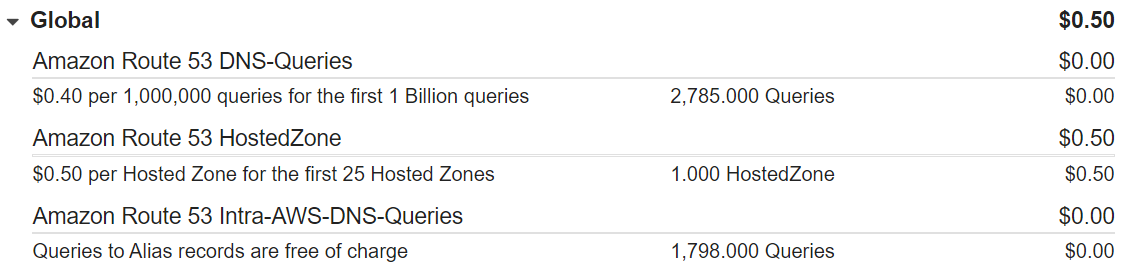 Global $0.50
Amazon Route 53 DNS-Queries $0.00
$0.40 per 1,000,000 queries for the first 1 Billion queries 2,785.000 Queries $0.00
Amazon Route 53 HostedZone $0.50
$0.50 per Hosted Zone for the first 25 Hosted Zones 1.000 HostedZone $0.50
Amazon Route 53 Intra-AWS-DNS-Queries $0.00
Queries to Alias records are free of charge 1,798.000 Queries $0.00